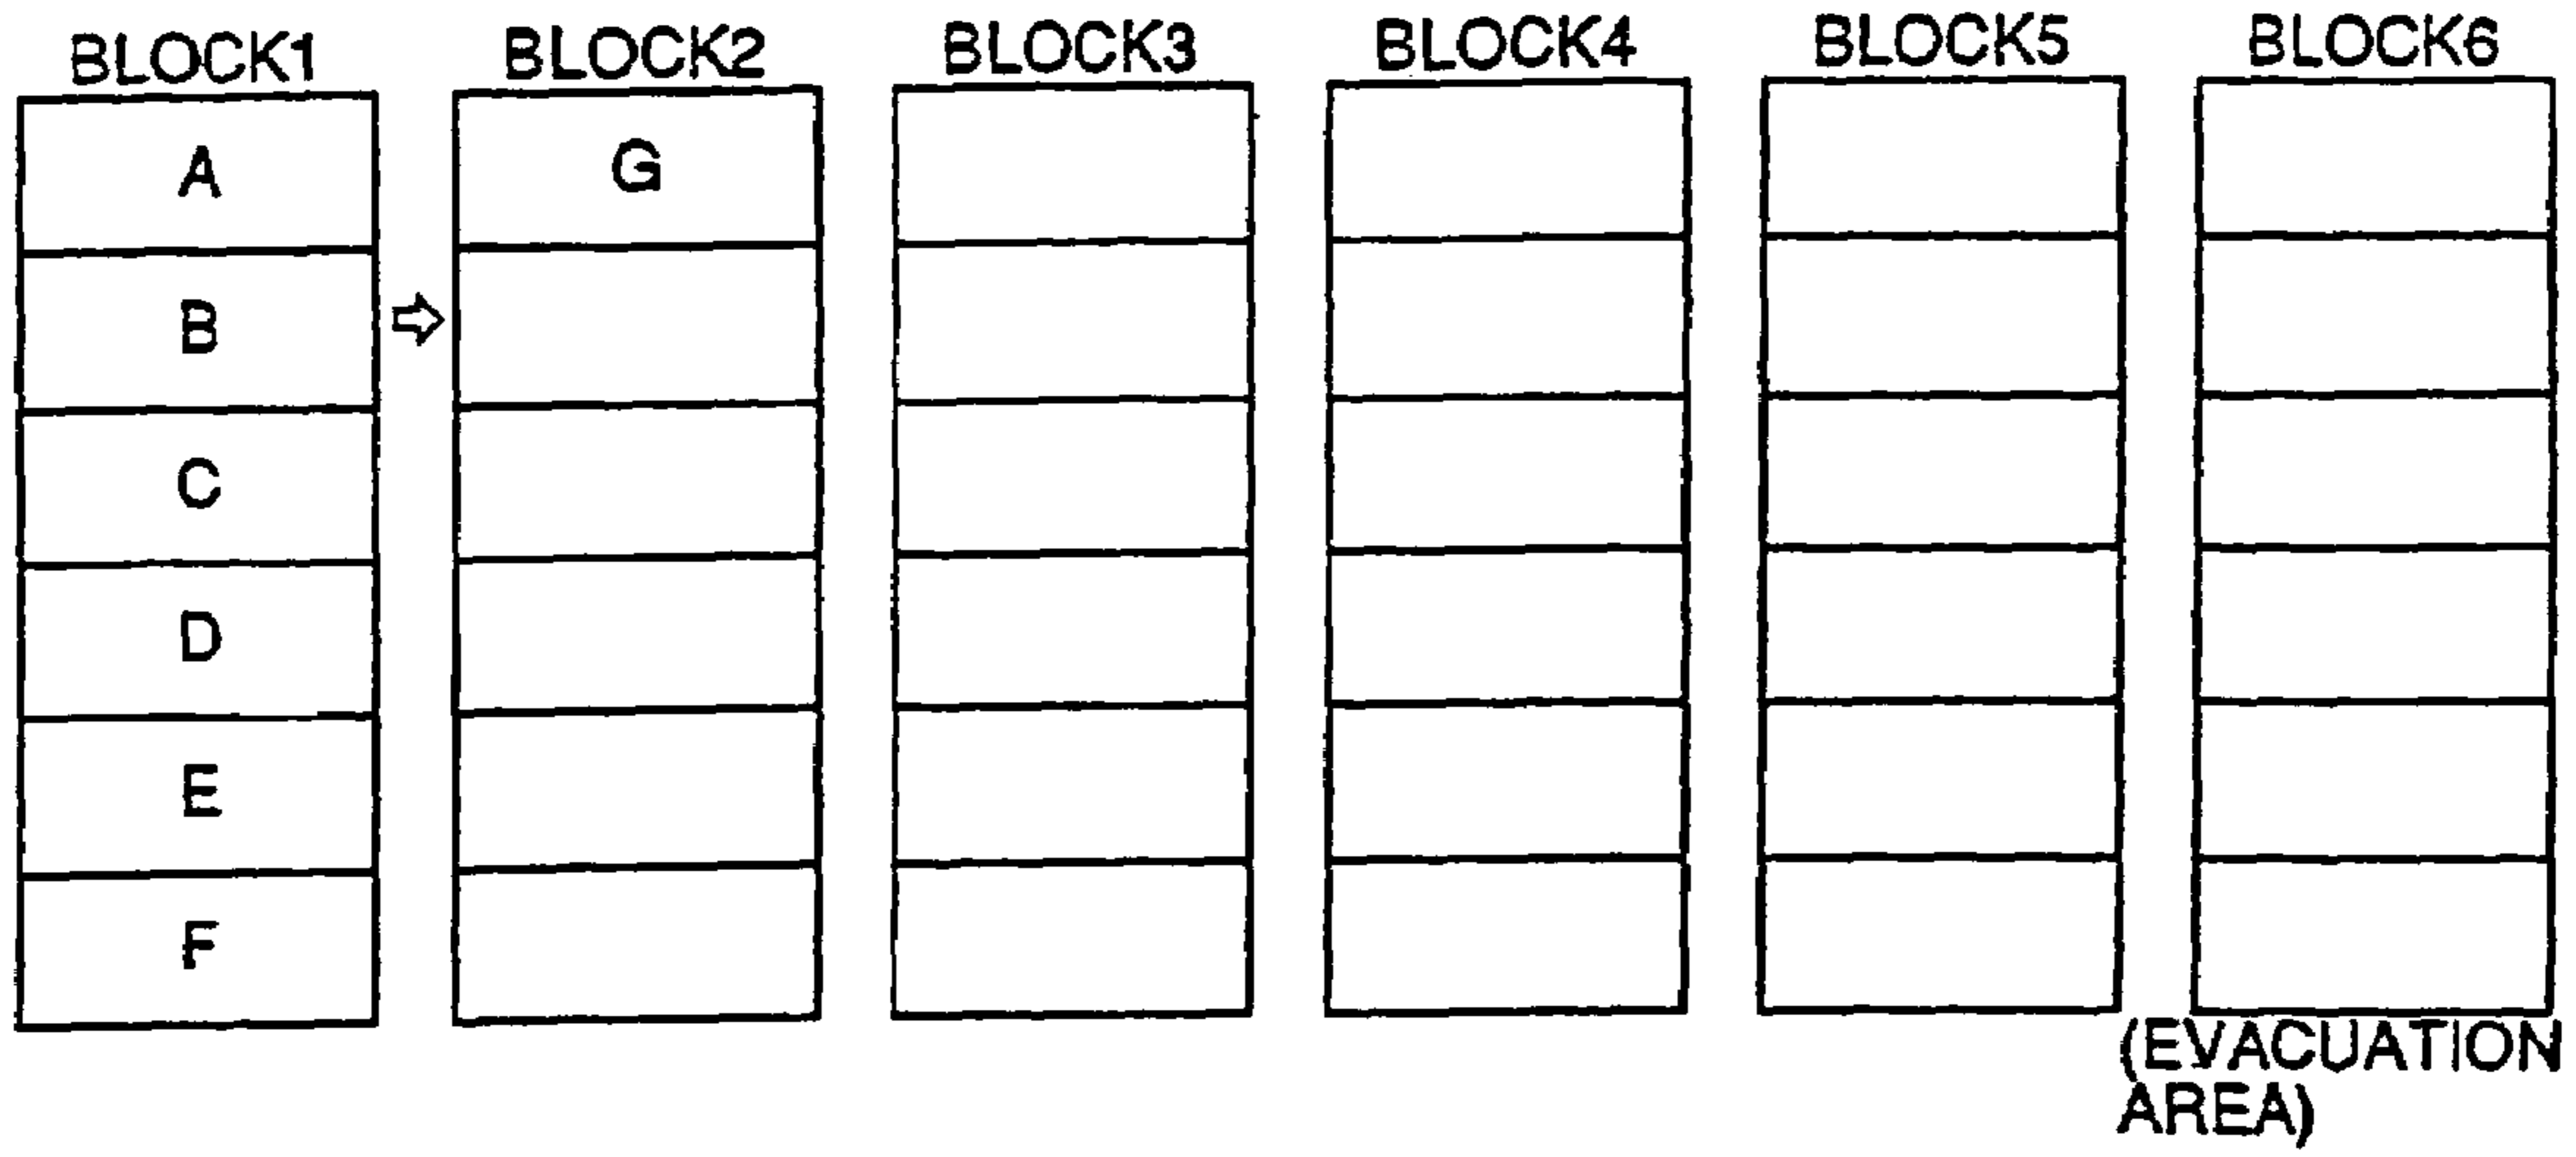 BLOCK1 BLOCK2 BLOCK3 BLOCK4 BLOCK5 BLOCK6
A G
B
C
D
E
F
(EVACUATION
AREA)